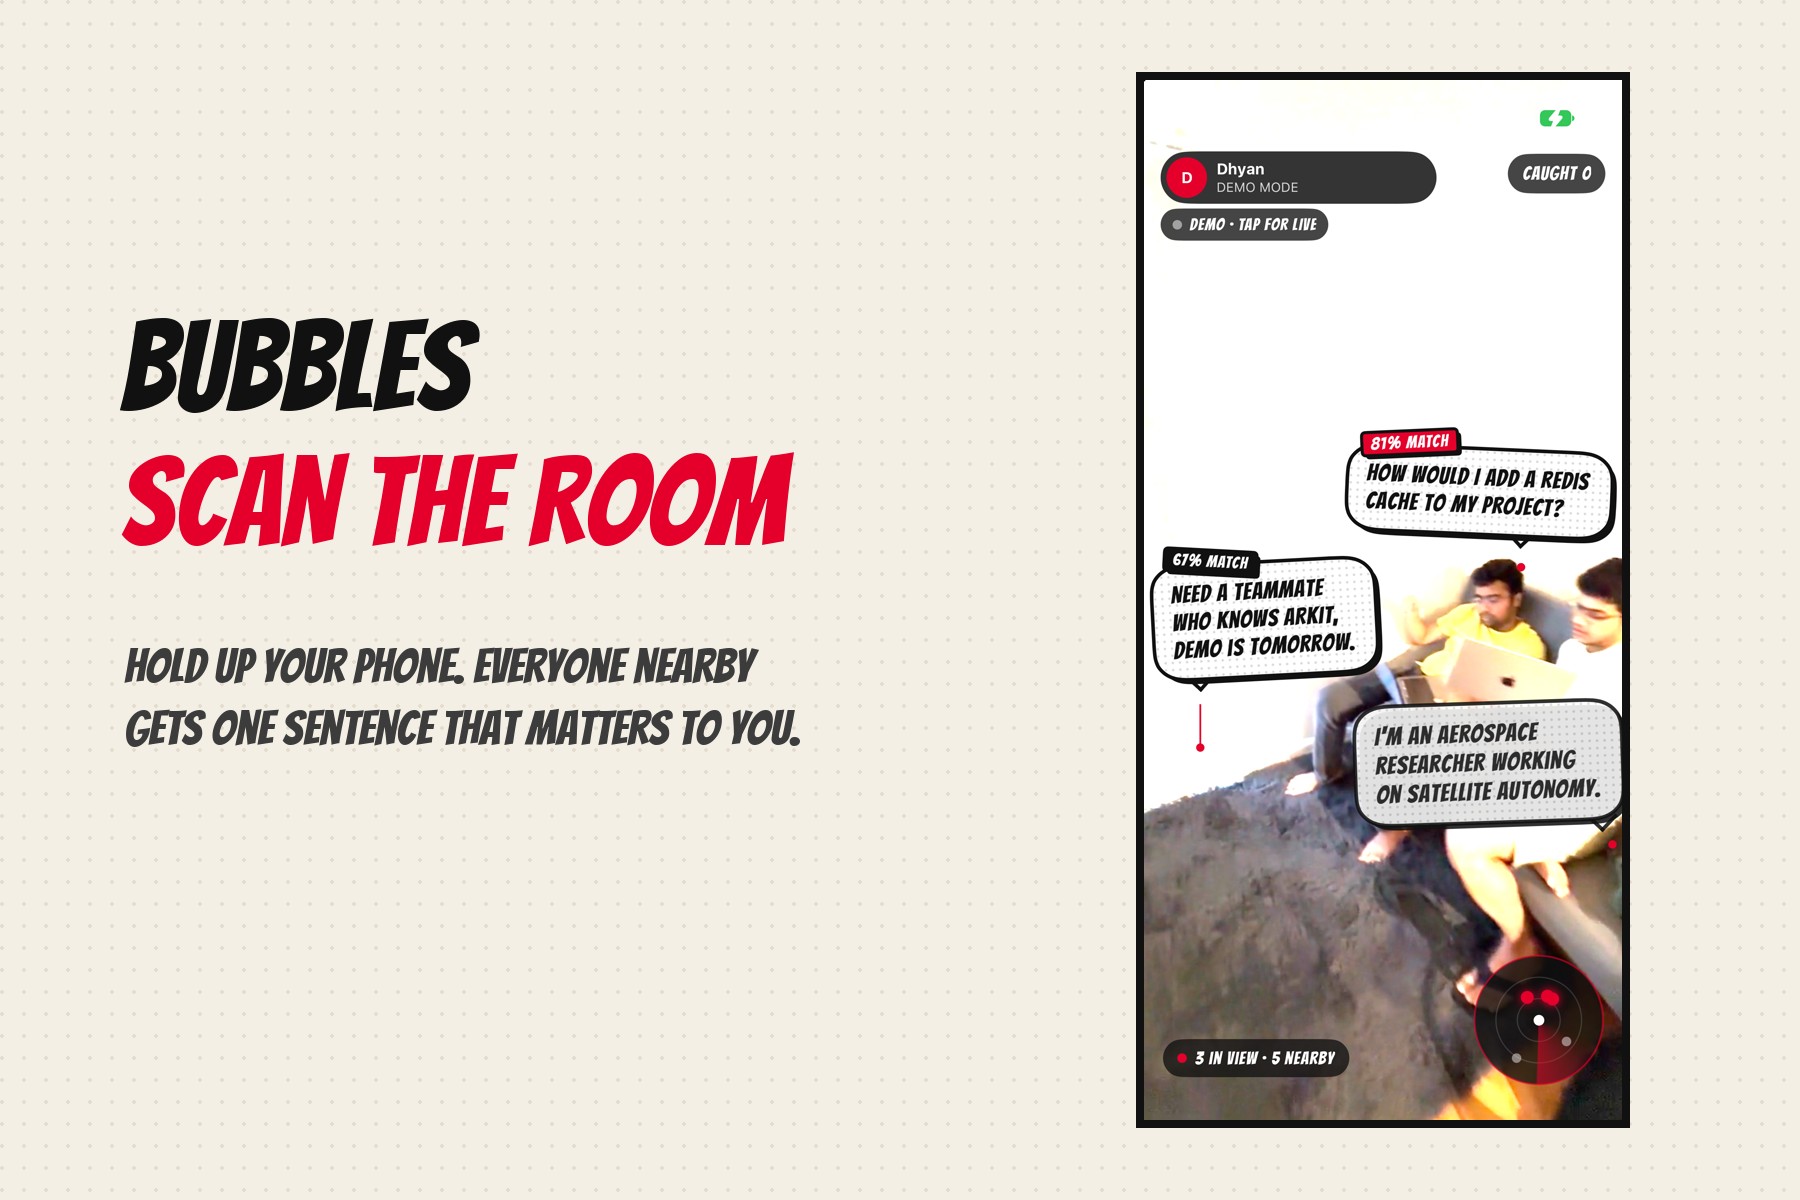 BUBBLES
SCAN THE ROOM
HOLD UP YOUR PHONE. EVERYONE NEARBY
GETS ONE SENTENCE THAT MATTERS TO YOU.
D
Dhyan
DEMO MODE
CAUGHT 0
DEMO · TAP FOR LIVE
81% MATCH
HOW WOULD I ADD A REDIS
CACHE TO MY PROJECT?
67% MATCH
NEED A TEAMMATE
WHO KNOWS ARKIT,
DEMO IS TOMORROW.
I'M AN AEROSPACE
RESEARCHER WORKING
ON SATELLITE AUTONOMY.
3 IN VIEW · 5 NEARBY